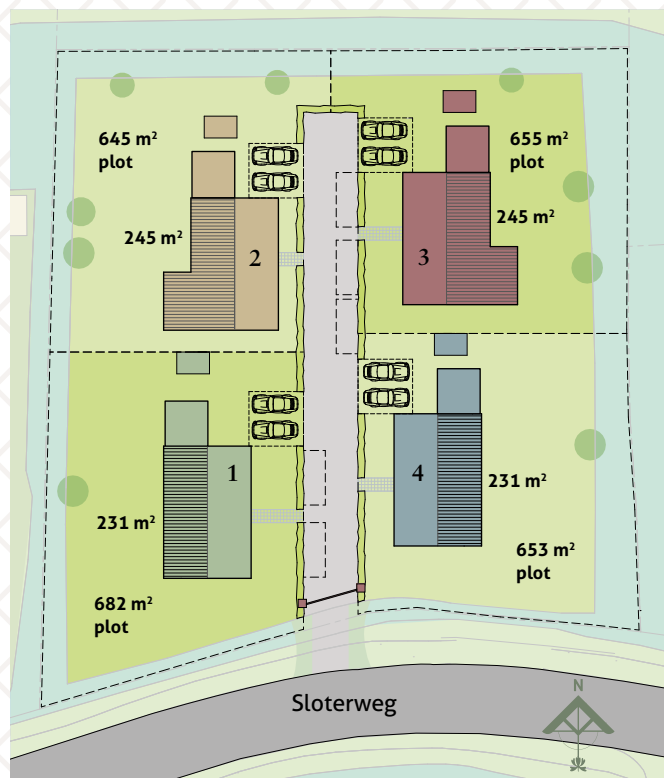 645 m²
plot
655 m²
plot
245 m²
2
245 m²
3
1
231 m²
4
231 m²
682 m²
plot
653 m²
plot
Sloterweg
N